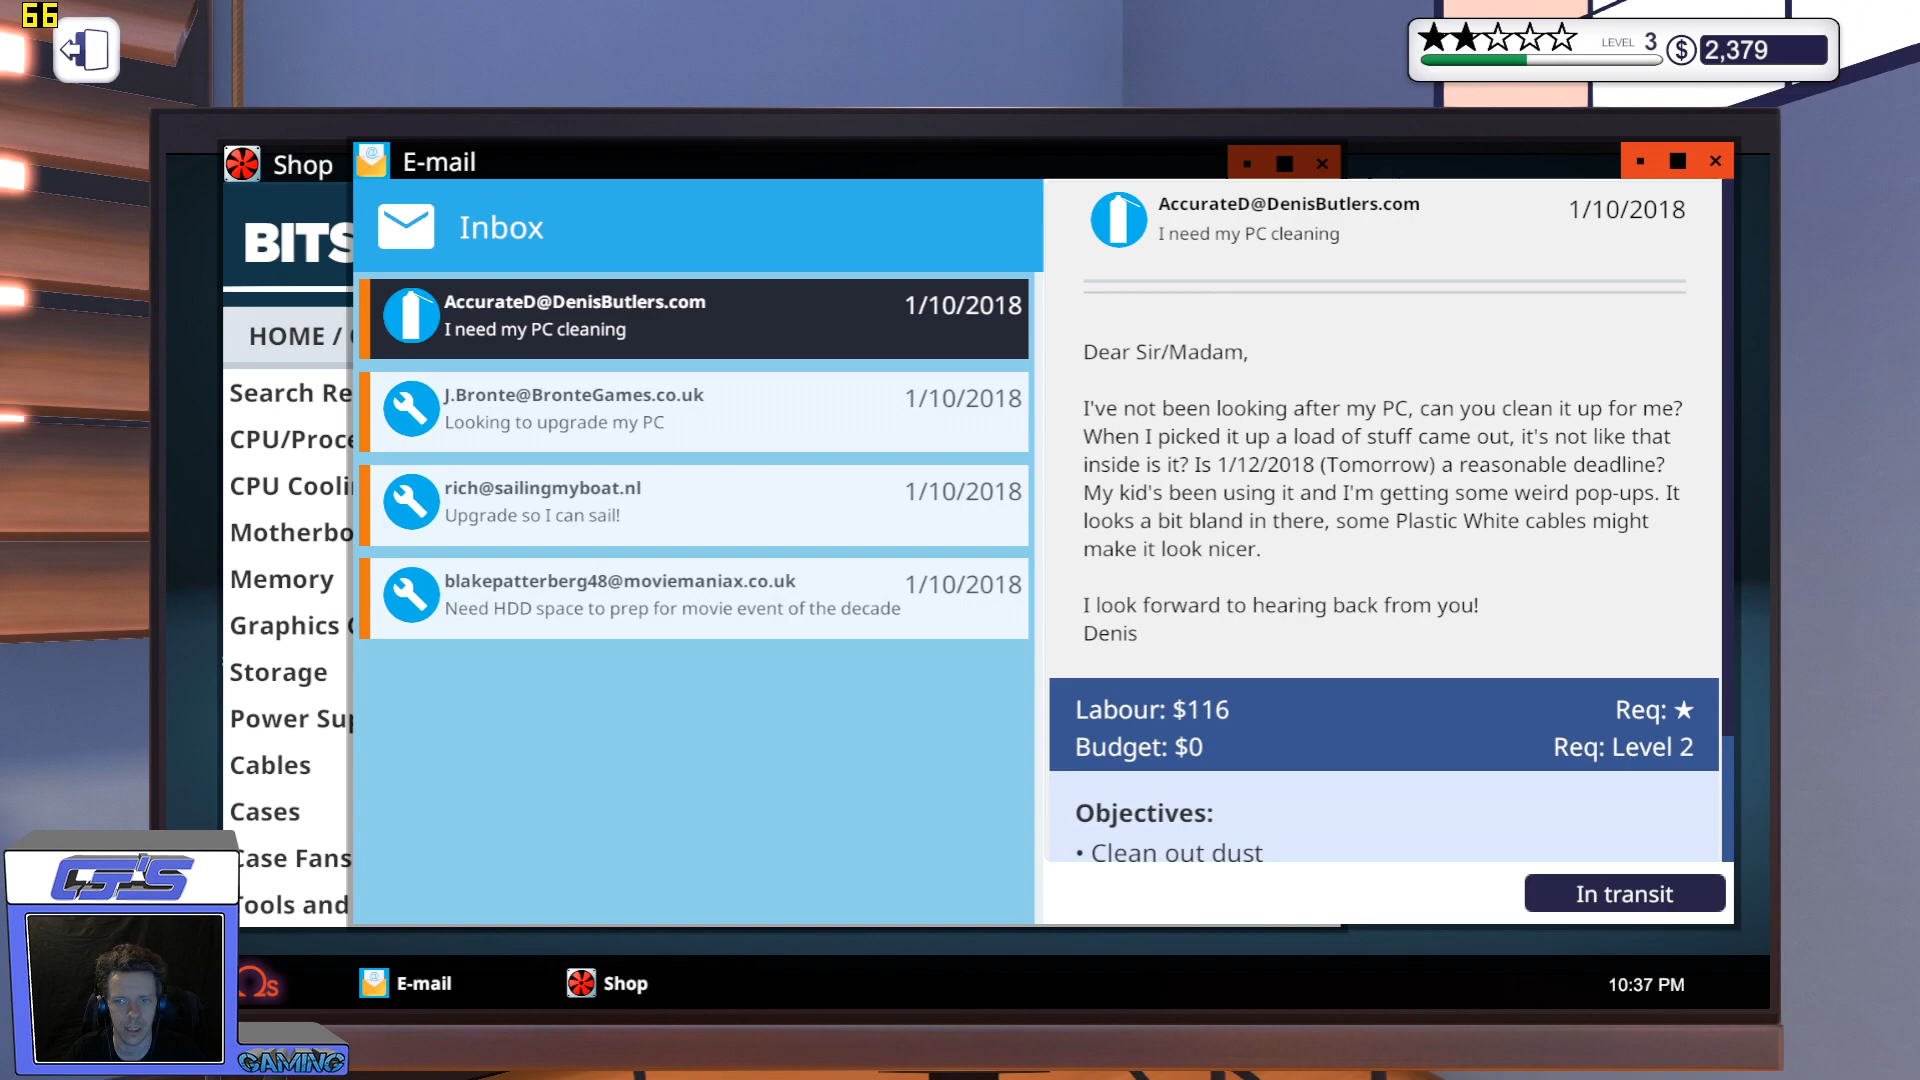 66
LEVEL 3
$ 2,379
Shop
E-mail
BITS
HOME /
Search Re
CPU/Proce
CPU Cooli
Motherbo
Memory
Graphics
Storage
Power Sup
Cables
Cases
Case Fans
Tools and
Inbox
AccurateD@DenisButlers.com
1/10/2018
I need my PC cleaning
J.Bronte@BronteGames.co.uk
1/10/2018
Looking to upgrade my PC
rich@sailingmyboat.nl
1/10/2018
Upgrade so I can sail!
blakepatterberg48@moviemaniax.co.uk
1/10/2018
Need HDD space to prep for movie event of the decade
AccurateD@DenisButlers.com
1/10/2018
I need my PC cleaning
Dear Sir/Madam,
I've not been looking after my PC, can you clean it up for me?
When I picked it up a load of stuff came out, it's not like that
inside is it? Is 1/12/2018 (Tomorrow) a reasonable deadline?
My kid's been using it and I'm getting some weird pop-ups. It
looks a bit bland in there, some Plastic White cables might
make it look nicer.
I look forward to hearing back from you!
Denis
Labour: $116
Req: ★
Budget: $0
Req: Level 2
Objectives:
• Clean out dust
In transit
Ωs
E-mail
Shop
10:37 PM
GAMING